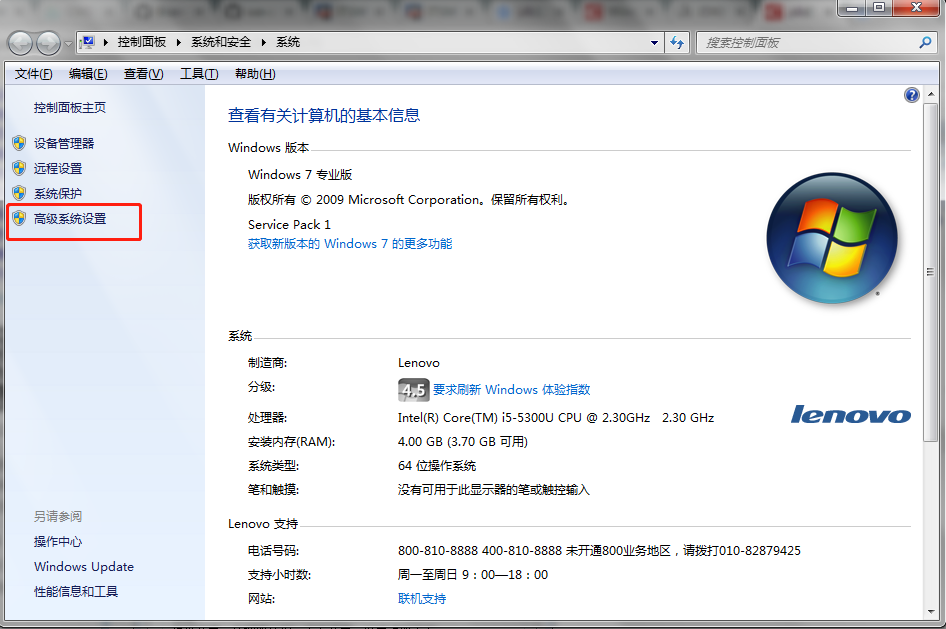 控制面板 系统和安全 系统
搜索控制面板
文件(F) 编辑(E) 查看(V) 工具(T) 帮助(H)
控制面板主页
设备管理器
远程设置
系统保护
高级系统设置
另请参阅
操作中心
Windows Update
性能信息和工具
查看有关计算机的基本信息
Windows 版本
Windows 7 专业版
版权所有 © 2009 Microsoft Corporation。保留所有权利。
Service Pack 1
获取新版本的 Windows 7 的更多功能
系统
制造商: Lenovo
分级: 4.5 要求刷新 Windows 体验指数
处理器: Intel(R) Core(TM) i5-5300U CPU @ 2.30GHz 2.30 GHz
安装内存(RAM): 4.00 GB (3.70 GB 可用)
系统类型: 64 位操作系统
笔和触摸: 没有可用于此显示器的笔或触控输入
lenovo
Lenovo 支持
电话号码: 800-810-8888 400-810-8888 未开通800业务地区，请拨打010-82879425
支持小时数: 周一至周日 9：00—18：00
网站: 联机支持